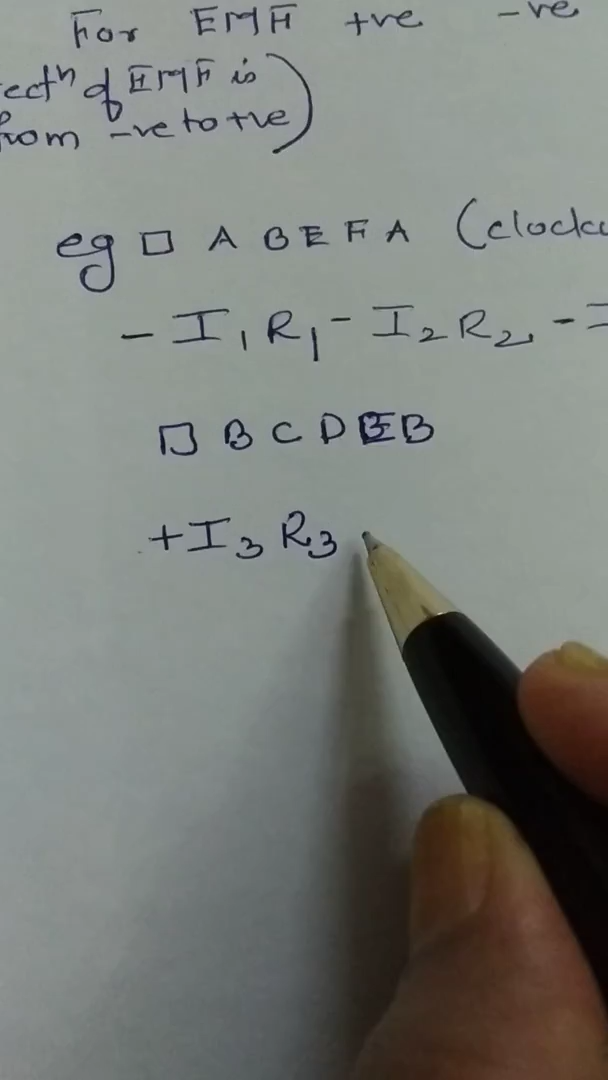 For EMF +ve -ve
ectⁿ of EMF is
from -ve to +ve)
eg □ A B E F A (clockw
- I₁ R₁ - I₂ R₂ - I
□ B C D E B
+ I₃ R₃